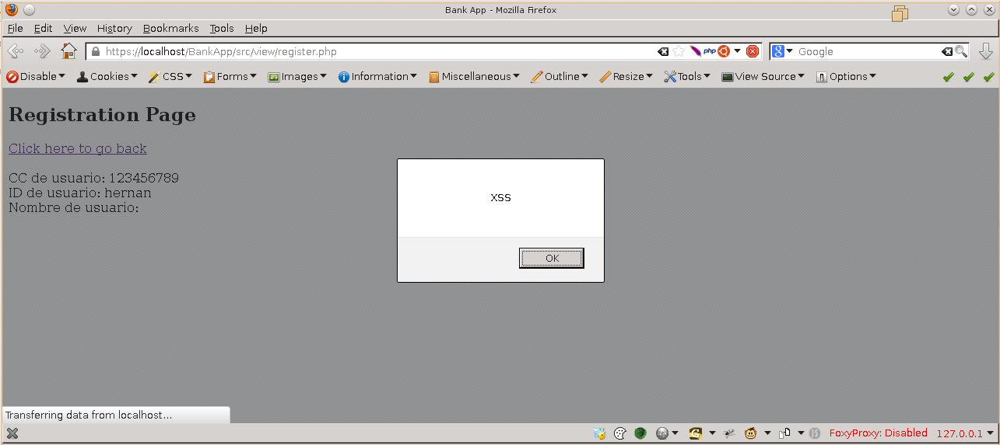 Bank App - Mozilla Firefox
File Edit View History Bookmarks Tools Help
https://localhost/BankApp/src/view/register.php php Google
Disable Cookies CSS Forms Images Information Miscellaneous Outline Resize Tools View Source Options
Registration Page
Click here to go back
CC de usuario: 123456789
ID de usuario: hernan
Nombre de usuario:
XSS
OK
Transferring data from localhost...
FoxyProxy: Disabled 127.0.0.1